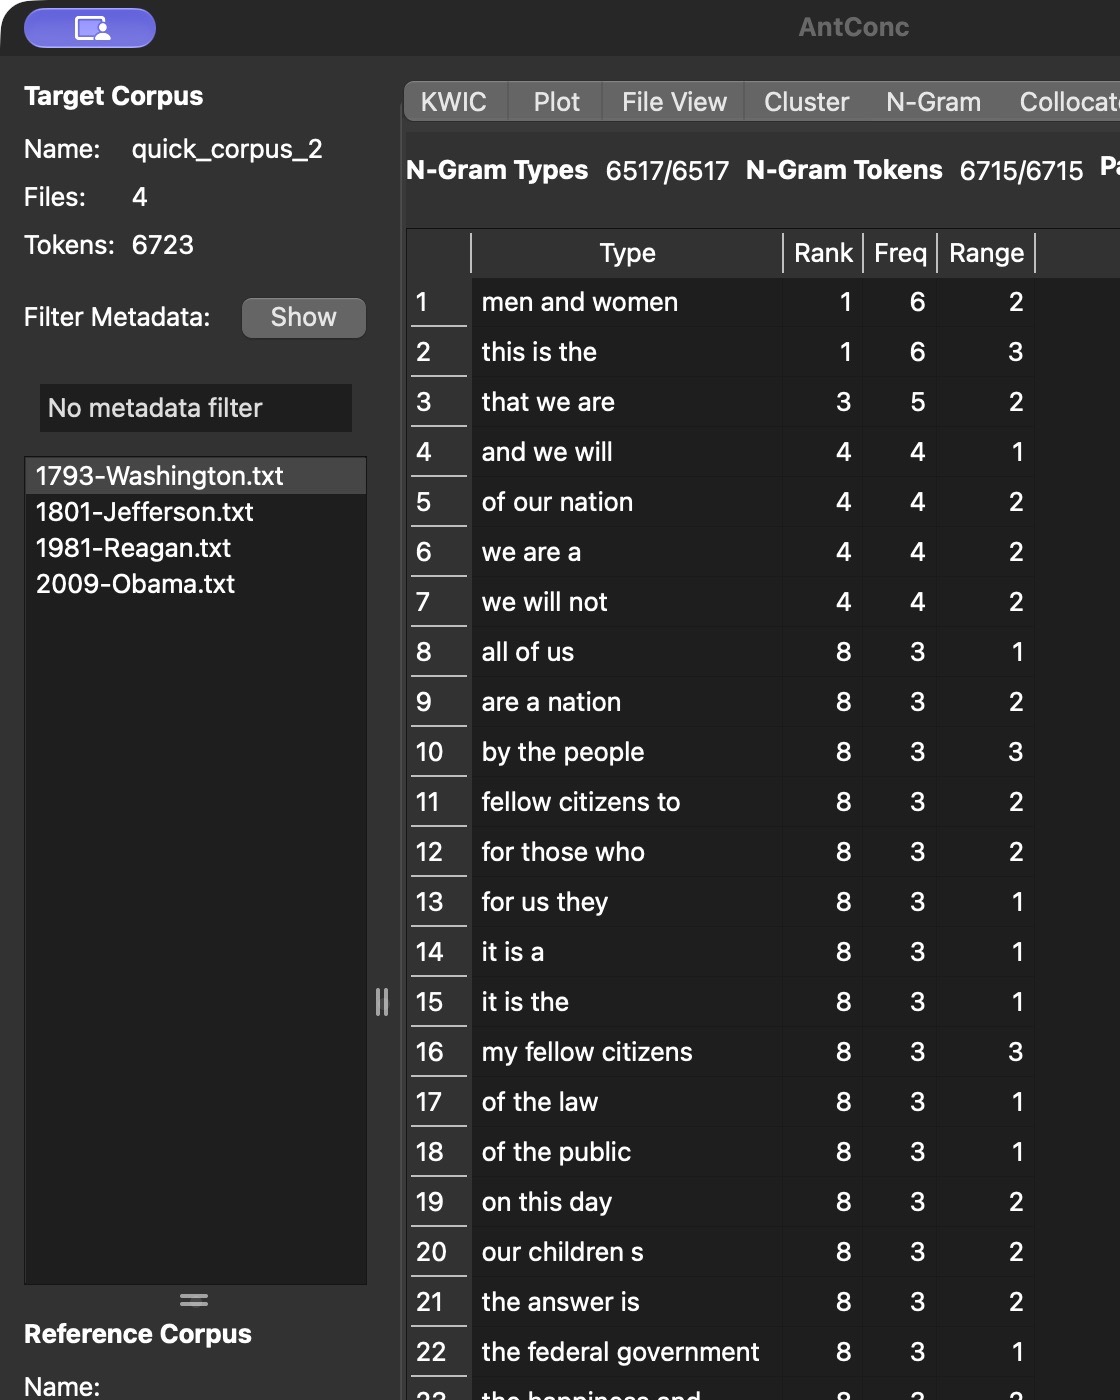 AntConc
Target Corpus
Name: quick_corpus_2
Files: 4
Tokens: 6723
Filter Metadata: Show
No metadata filter
1793-Washington.txt
1801-Jefferson.txt
1981-Reagan.txt
2009-Obama.txt
Reference Corpus
Name:
KWIC Plot File View Cluster N-Gram Collocat
N-Gram Types 6517/6517 N-Gram Tokens 6715/6715 Pa
Type Rank Freq Range
1 men and women 1 6 2
2 this is the 1 6 3
3 that we are 3 5 2
4 and we will 4 4 1
5 of our nation 4 4 2
6 we are a 4 4 2
7 we will not 4 4 2
8 all of us 8 3 1
9 are a nation 8 3 2
10 by the people 8 3 3
11 fellow citizens to 8 3 2
12 for those who 8 3 2
13 for us they 8 3 1
14 it is a 8 3 1
15 it is the 8 3 1
16 my fellow citizens 8 3 3
17 of the law 8 3 1
18 of the public 8 3 1
19 on this day 8 3 2
20 our children s 8 3 2
21 the answer is 8 3 2
22 the federal government 8 3 1
23 the happiness and 8 3 2